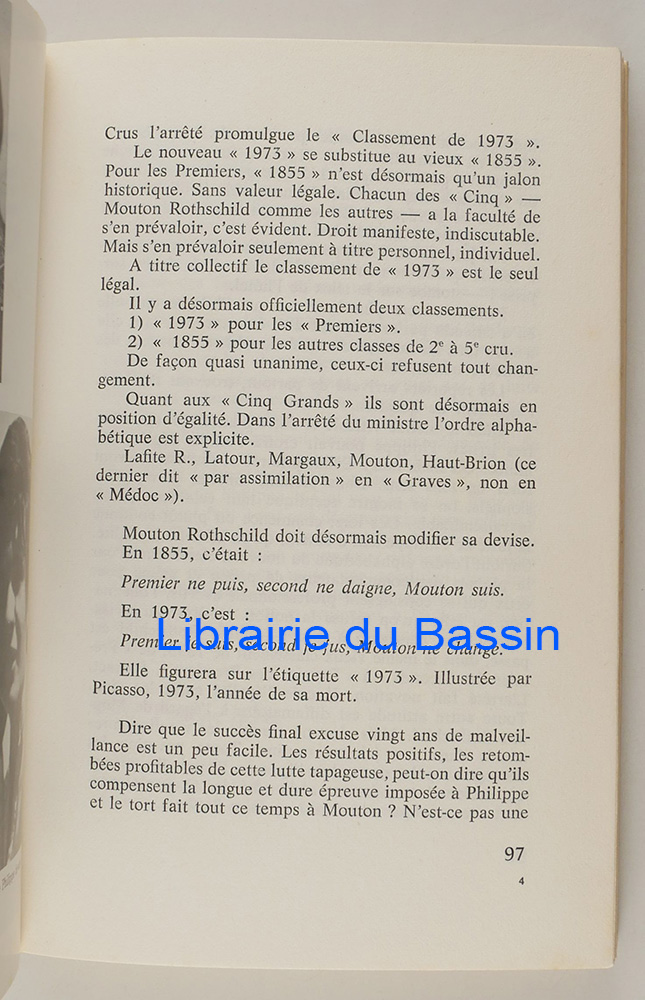 Crus l'arrêté promulgue le « Classement de 1973 ».
Le nouveau « 1973 » se substitue au vieux « 1855 ».
Pour les Premiers, « 1855 » n'est désormais qu'un jalon
historique. Sans valeur légale. Chacun des « Cinq » —
Mouton Rothschild comme les autres — a la faculté de
s'en prévaloir, c'est évident. Droit manifeste, indiscutable.
Mais s'en prévaloir seulement à titre personnel, individuel.
A titre collectif le classement de « 1973 » est le seul
légal.
Il y a désormais officiellement deux classements.
1) « 1973 » pour les « Premiers ».
2) « 1855 » pour les autres classes de 2e à 5e cru.
De façon quasi unanime, ceux-ci refusent tout chan-
gement.
Quant aux « Cinq Grands » ils sont désormais en
position d'égalité. Dans l'arrêté du ministre l'ordre alpha-
bétique est explicite.
Lafite R., Latour, Margaux, Mouton, Haut-Brion (ce
dernier dit « par assimilation » en « Graves », non en
« Médoc »).
Mouton Rothschild doit désormais modifier sa devise.
En 1855, c'était :
Premier ne puis, second ne daigne, Mouton suis.
En 1973, c'est :
Premier je suis, second je fus, Mouton ne change.
Librairie du Bassin
Elle figurera sur l'étiquette « 1973 ». Illustrée par
Picasso, 1973, l'année de sa mort.
Dire que le succès final excuse vingt ans de malveil-
lance est un peu facile. Les résultats positifs, les retom-
bées profitables de cette lutte tapageuse, peut-on dire qu'ils
compensent la longue et dure épreuve imposée à Philippe
et le tort fait tout ce temps à Mouton ? N'est-ce pas une
97
4